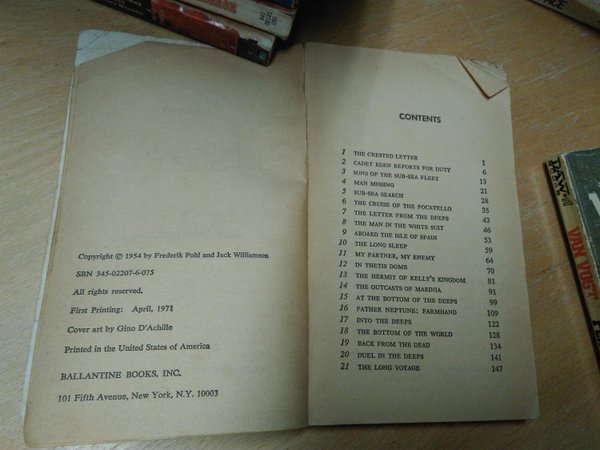 Copyright © 1954 by Frederik Pohl and Jack Williamson
SBN 345-02207-6-075
All rights reserved.
First Printing: April, 1971
Cover art by Gino D'Achille
Printed in the United States of America
BALLANTINE BOOKS, INC.
101 Fifth Avenue, New York, N.Y. 10003
CONTENTS
1 THE CRESTED LETTER 1
2 CADET EDEN REPORTS FOR DUTY 6
3 SONS OF THE SUB-SEA FLEET 13
4 MAN MISSING 21
5 SUB-SEA SEARCH 28
6 THE CRUISE OF THE POCATELLO 35
7 THE LETTER FROM THE DEEPS 43
8 THE MAN IN THE WHITE SUIT 46
9 ABOARD THE ISLE OF SPAIN 53
10 THE LONG SLEEP 59
11 MY PARTNER, MY ENEMY 64
12 IN THETIS DOME 70
13 THE HERMIT OF KELLY'S KINGDOM 81
14 THE OUTCASTS OF MARINIA 91
15 AT THE BOTTOM OF THE DEEPS 99
16 FATHER NEPTUNE: FARMHAND 109
17 INTO THE DEEPS 122
18 THE BOTTOM OF THE WORLD 128
19 BACK FROM THE DEAD 134
20 DUEL IN THE DEEPS 141
21 THE LONG VOYAGE 147
ACE
VAN VOGT